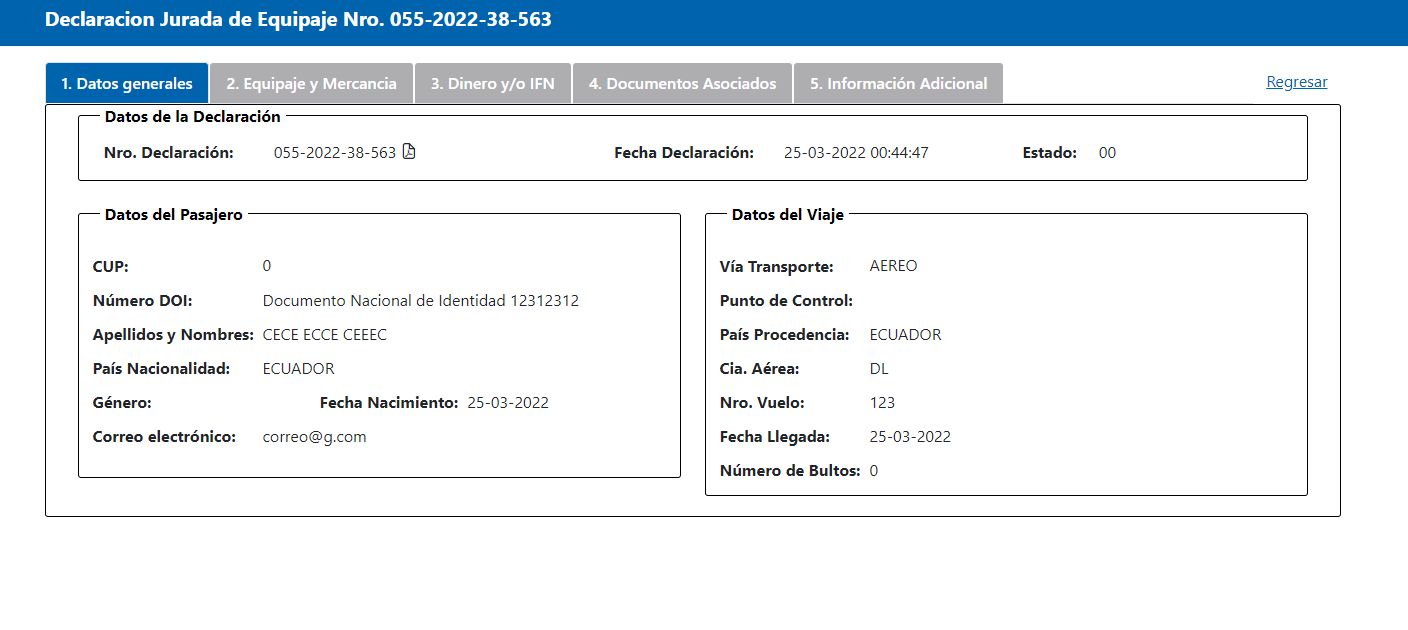 Declaracion Jurada de Equipaje Nro. 055-2022-38-563
1. Datos generales 2. Equipaje y Mercancia 3. Dinero y/o IFN 4. Documentos Asociados 5. Información Adicional Regresar
Datos de la Declaración
Nro. Declaración: 055-2022-38-563 Fecha Declaración: 25-03-2022 00:44:47 Estado: 00
Datos del Pasajero
CUP: 0
Número DOI: Documento Nacional de Identidad 12312312
Apellidos y Nombres: CECE ECCE CEEEC
País Nacionalidad: ECUADOR
Género: Fecha Nacimiento: 25-03-2022
Correo electrónico: correo@g.com
Datos del Viaje
Vía Transporte: AEREO
Punto de Control:
País Procedencia: ECUADOR
Cia. Aérea: DL
Nro. Vuelo: 123
Fecha Llegada: 25-03-2022
Número de Bultos: 0